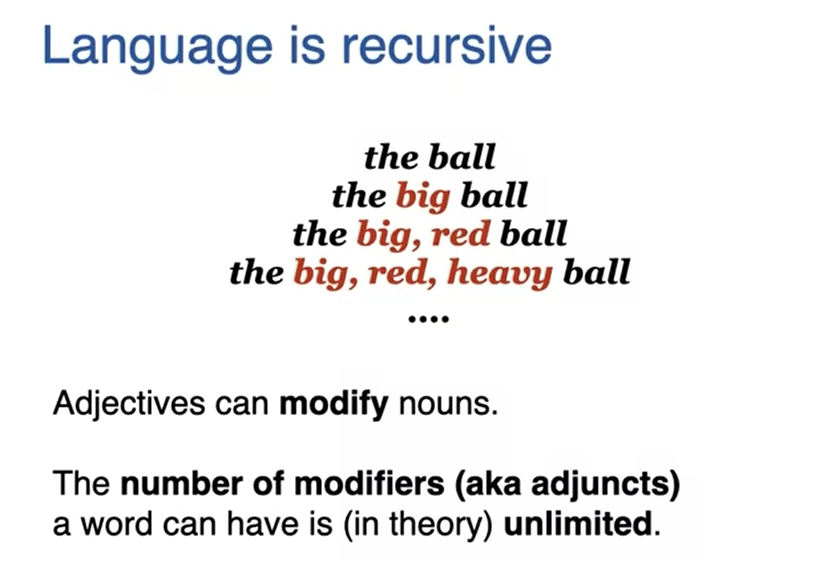 Language is recursive
the ball
the big ball
the big, red ball
the big, red, heavy ball
....
Adjectives can modify nouns.
The number of modifiers (aka adjuncts)
a word can have is (in theory) unlimited.